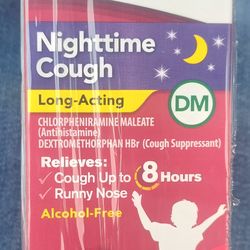 Nighttime
Cough
Long-Acting
DM
CHLORPHENIRAMINE MALEATE
(Antihistamine)
DEXTROMETHORPHAN HBr (Cough Suppressant)
Relieves:
Cough Up to 8 Hours
Runny Nose
Alcohol-Free